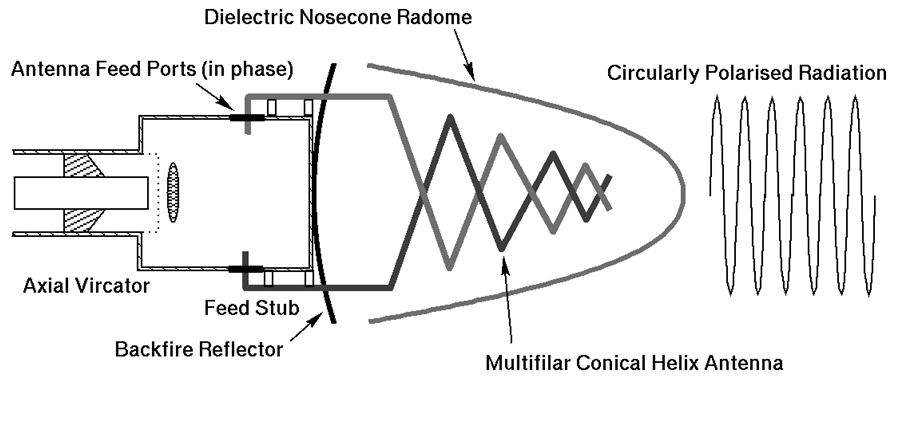 Dielectric Nosecone Radome
Antenna Feed Ports (in phase)
Circularly Polarised Radiation
Axial Vircator
Feed Stub
Backfire Reflector
Multifilar Conical Helix Antenna